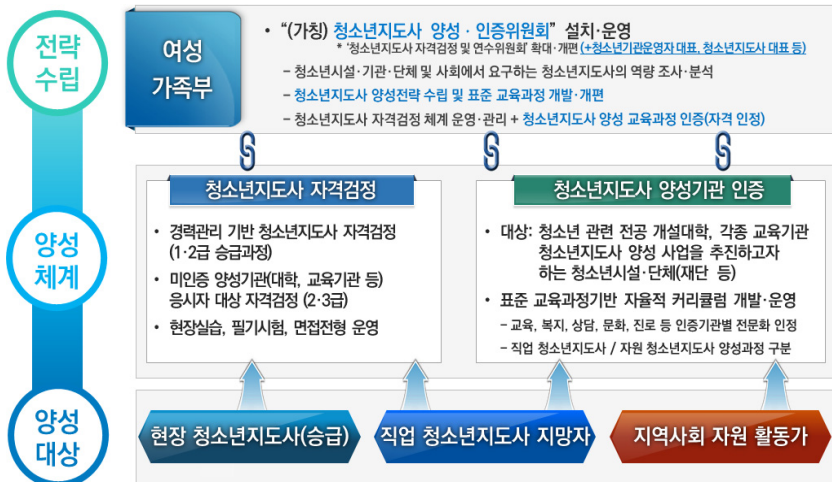 전략
수립
여성
가족부
• “(가칭) 청소년지도사 양성 · 인증위원회” 설치·운영
* ‘청소년지도사 자격검정 및 연수위원회’ 확대·개편 (+청소년기관운영자 대표, 청소년지도사 대표 등)
– 청소년시설·기관·단체 및 사회에서 요구하는 청소년지도사의 역량 조사·분석
– 청소년지도사 양성전략 수립 및 표준 교육과정 개발·개편
– 청소년지도사 자격검정 체계 운영·관리 + 청소년지도사 양성 교육과정 인증(자격 인정)
양성
체계
청소년지도사 자격검정
• 경력관리 기반 청소년지도사 자격검정
(1·2급 승급과정)
• 미인증 양성기관(대학, 교육기관 등)
응시자 대상 자격검정 (2·3급)
• 현장실습, 필기시험, 면접전형 운영
청소년지도사 양성기관 인증
• 대상: 청소년 관련 전공 개설대학, 각종 교육기관
청소년지도사 양성 사업을 추진하고자
하는 청소년시설·단체(재단 등)
• 표준 교육과정기반 자율적 커리큘럼 개발·운영
– 교육, 복지, 상담, 문화, 진로 등 인증기관별 전문화 인정
– 직업 청소년지도사 / 자원 청소년지도사 양성과정 구분
양성
대상
현장 청소년지도사(승급)
직업 청소년지도사 지망자
지역사회 자원 활동가